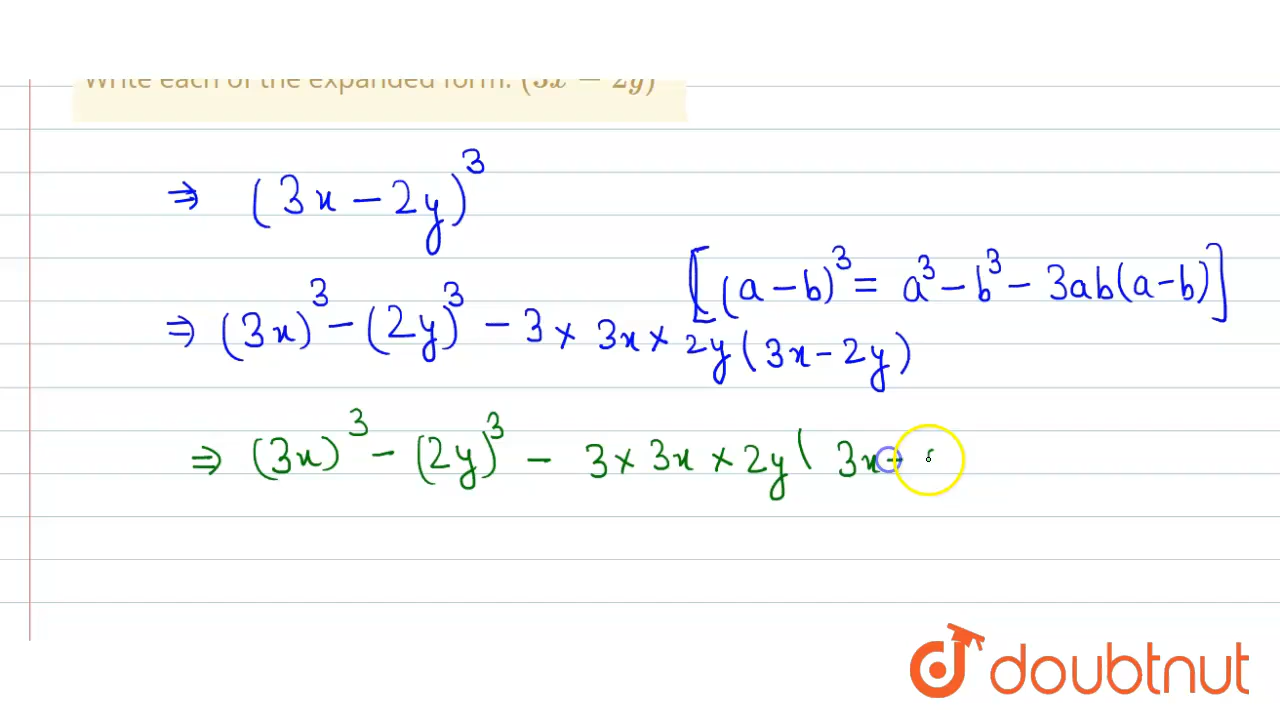 Write each of the expanded form: (3x − 2y)
⇒ (3x − 2y)³
[(a − b)³ = a³ − b³ − 3ab(a − b)]
⇒ (3x)³ − (2y)³ − 3 × 3x × 2y(3x − 2y)
⇒ (3x)³ − (2y)³ − 3 × 3x × 2y(3x −
doubtnut